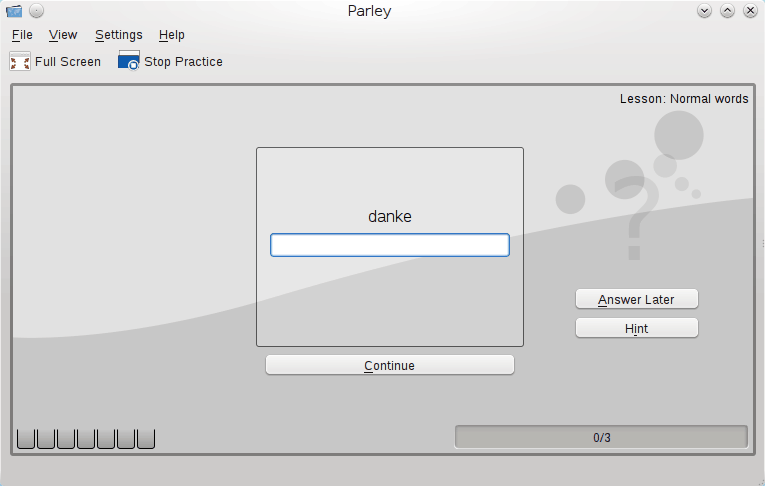 Parley
File View Settings Help
Full Screen Stop Practice
Lesson: Normal words
?
danke
Answer Later
Hint
Continue
0/3